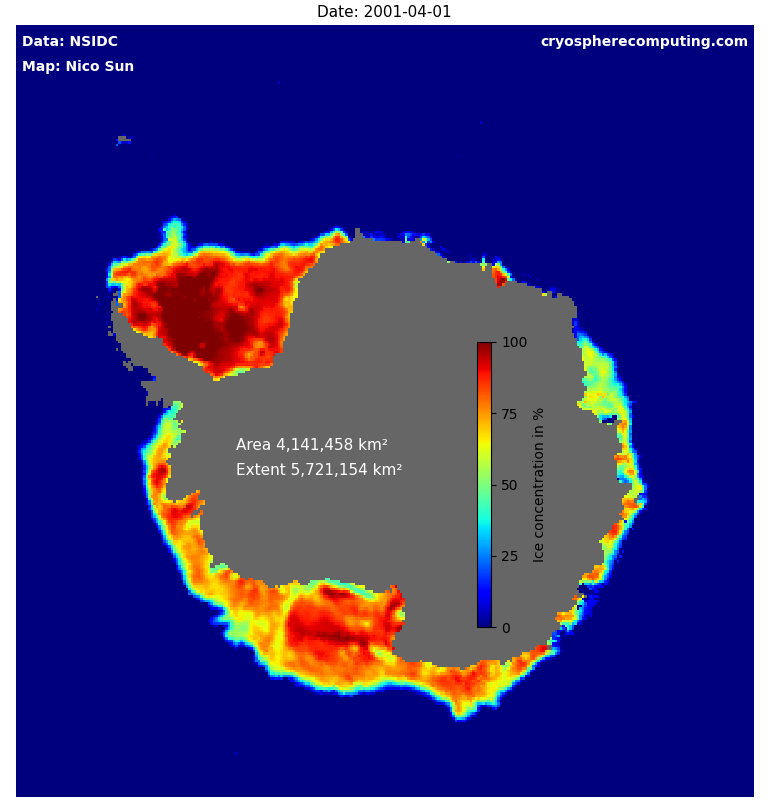 Date: 2001-04-01
Data: NSIDC
cryospherecomputing.com
Map: Nico Sun
100
75
Area 4,141,458 km²
Extent 5,721,154 km²
50
25
0
Ice concentration in %